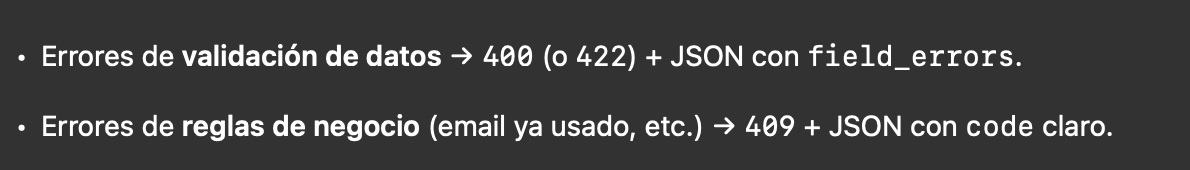 • Errores de validación de datos → 400 (o 422) + JSON con field_errors.
• Errores de reglas de negocio (email ya usado, etc.) → 409 + JSON con code claro.